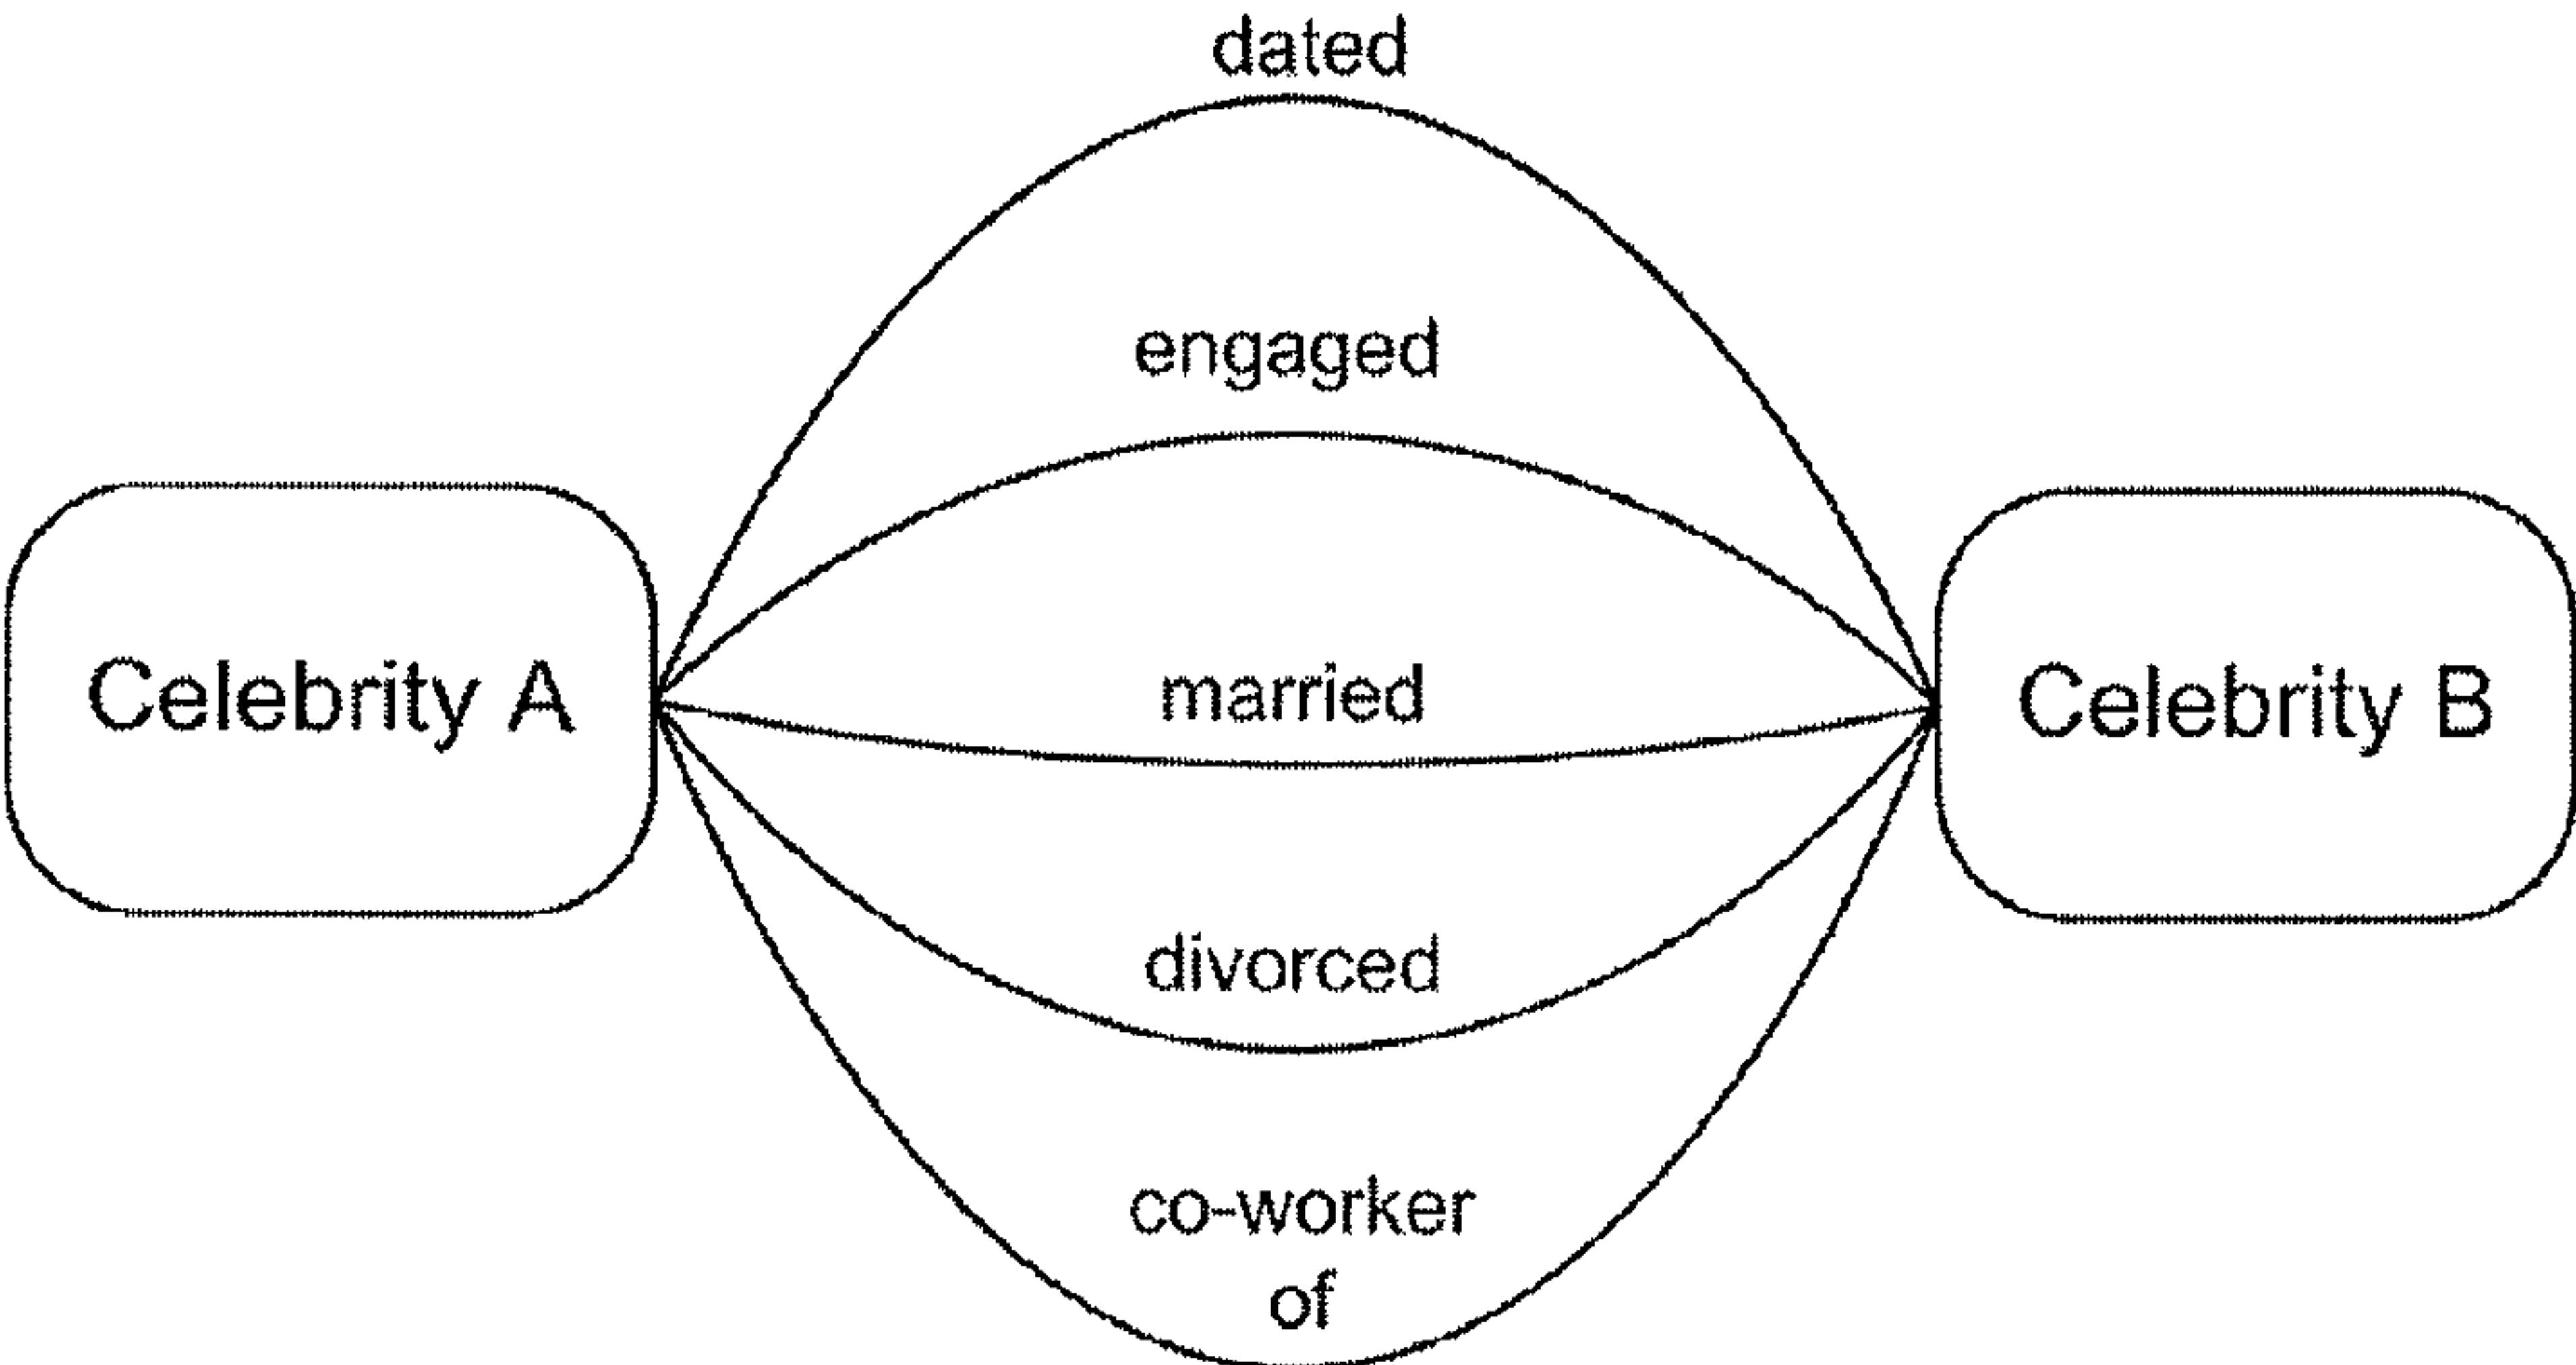 dated
engaged
Celebrity A
married
Celebrity B
divorced
co-worker
of